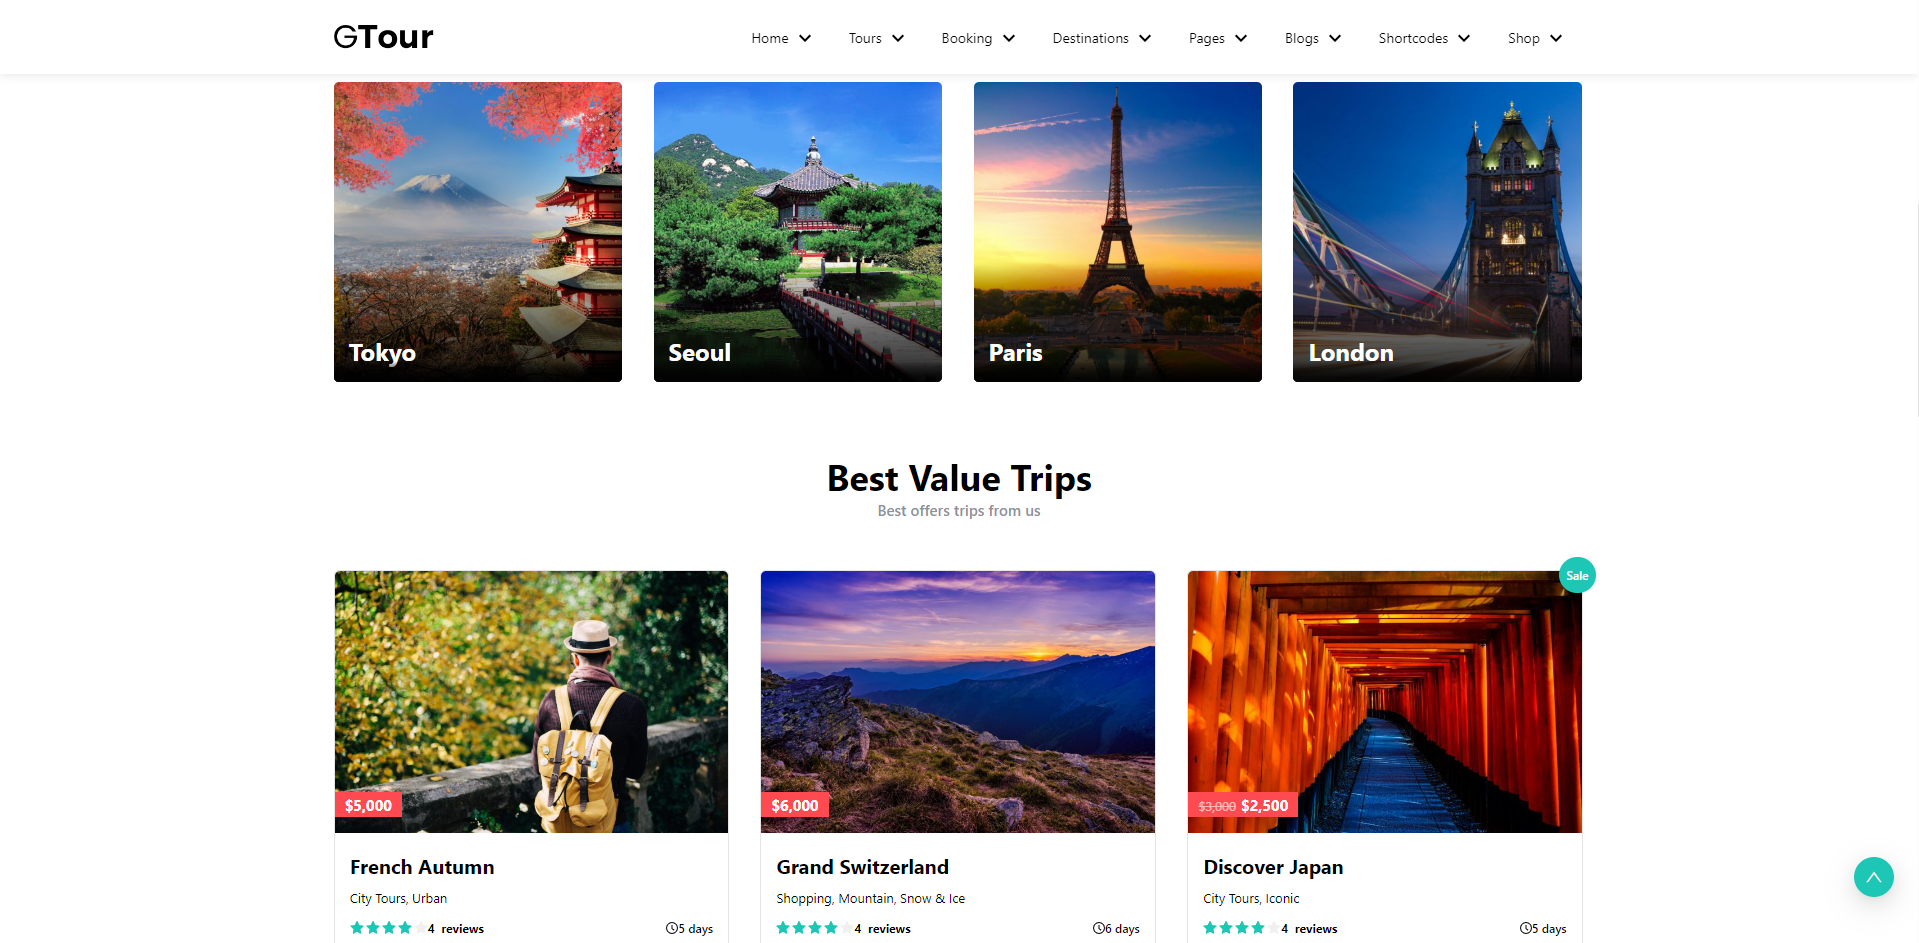 GTour
Home Tours Booking Destinations Pages Blogs Shortcodes Shop
Tokyo
Seoul
Paris
London
Best Value Trips
Best offers trips from us
Sale
$5,000
French Autumn
City Tours, Urban
4 reviews 5 days
$6,000
Grand Switzerland
Shopping, Mountain, Snow & Ice
4 reviews 6 days
$3,000 $2,500
Discover Japan
City Tours, Iconic
4 reviews 5 days